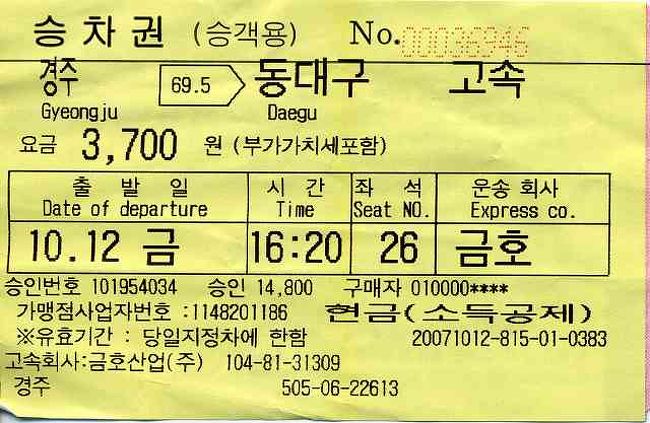 승 차 권 (승객용) No. 00036946
경주 69.5 동대구 고속
Gyeongju Daegu
요금 3,700 원 (부가가치세포함)
출 발 일 시 간 좌 석 운송 회사
Date of departure Time Seat NO. Express co.
10.12 금 16:20 26 금호
승인번호 101954034 승인 14,800 구매자 010000****
가맹점사업자번호 :1148201186 현금(소득공제)
※유효기간 : 당일지정차에 한함 20071012-815-01-0383
고속회사:금호산업(주) 104-81-31309
경주 505-06-22613